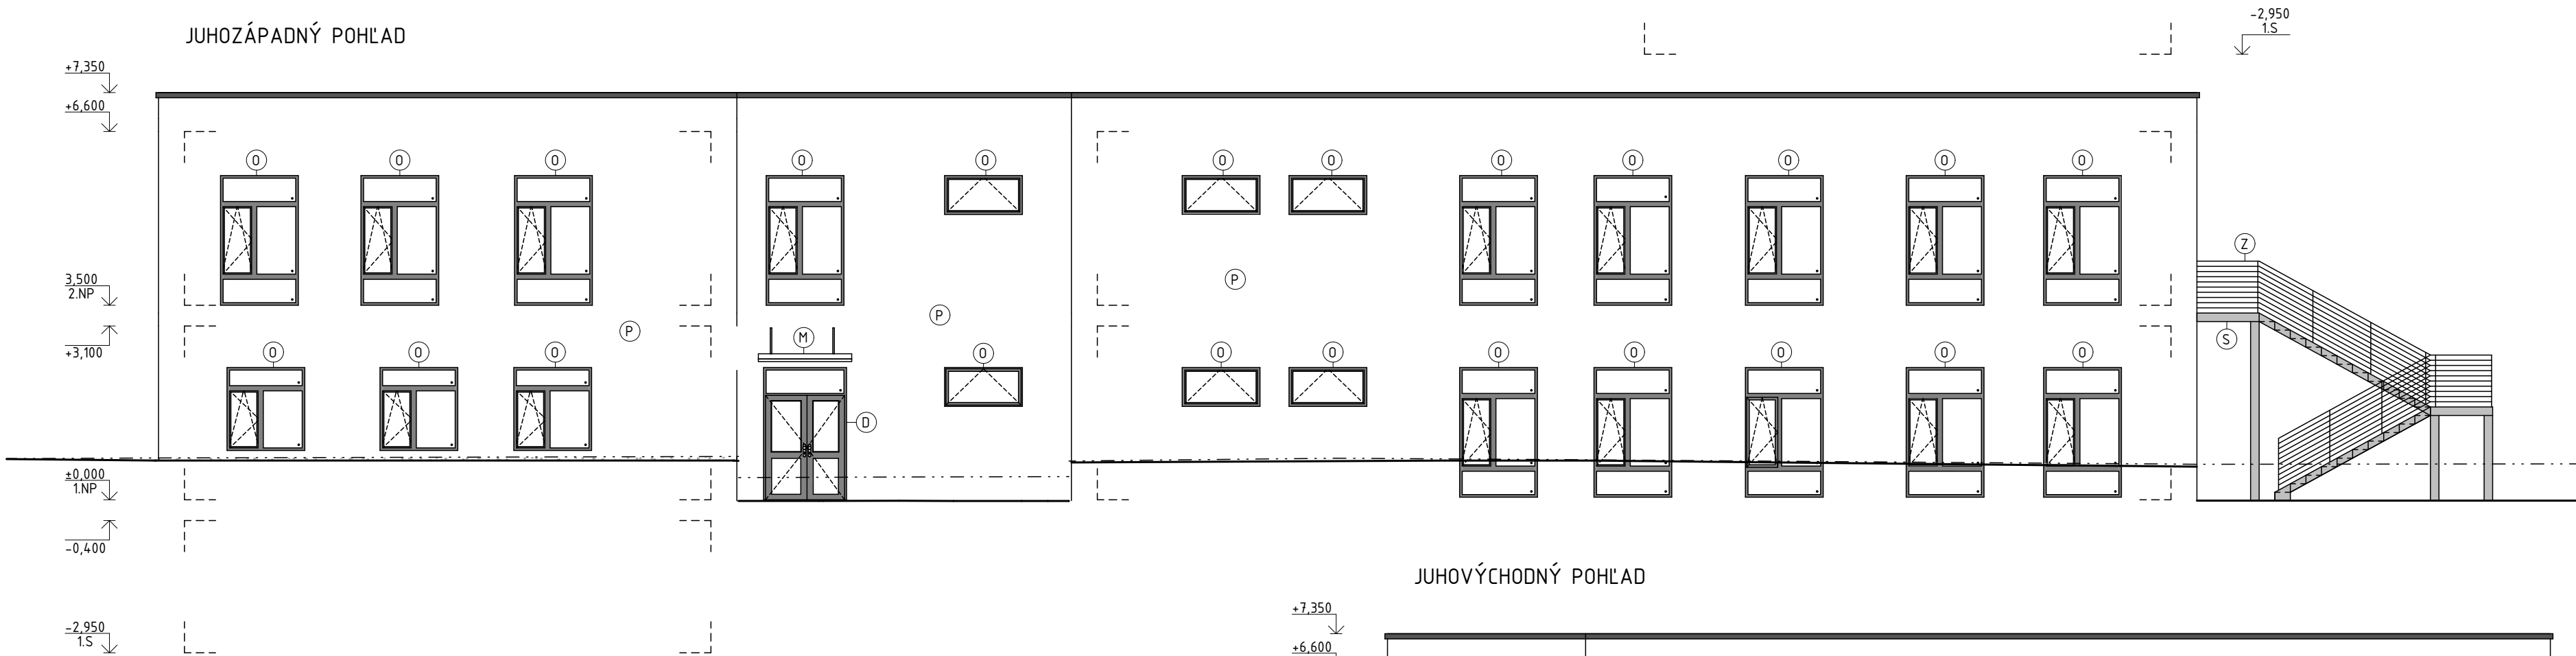 JUHOZÁPADNÝ POHĽAD
-2,950
1.S
+7,350
+6,600
O O O O O O O O O O O O
Z
P
3,500
2.NP
P
P
M
S
+3,100
O O O O O O O O O O O
D
±0,000
1.NP
-0,400
JUHOVÝCHODNÝ POHĽAD
+7,350
-2,950
1.S
+6,600